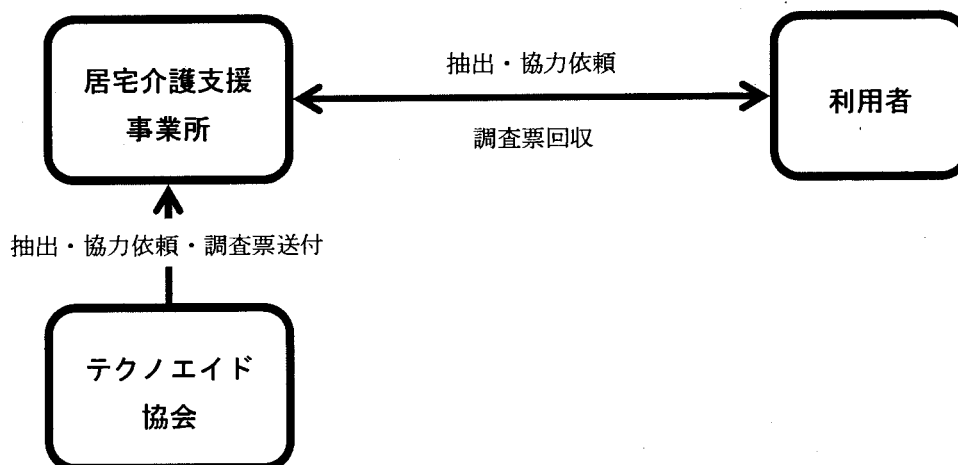 居宅介護支援
事業所
抽出・協力依頼
調査票回収
利用者
抽出・協力依頼・調査票送付
テクノエイド
協会